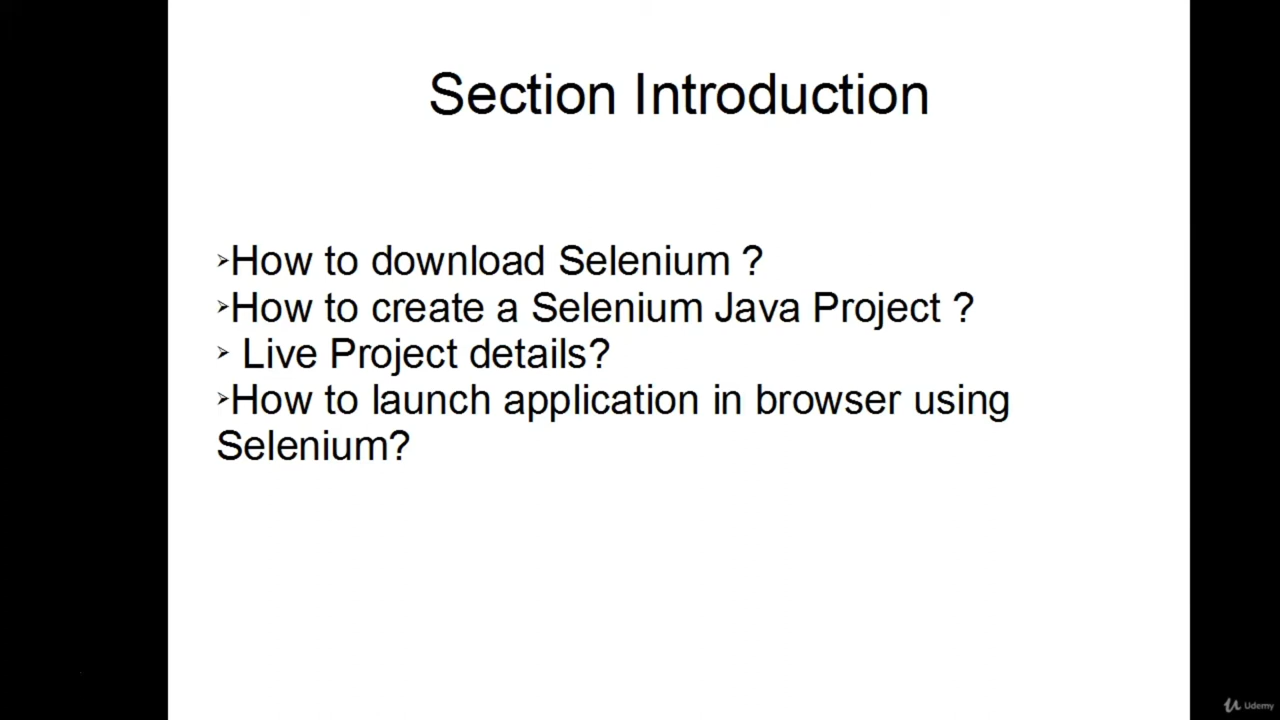 Section Introduction
➢How to download Selenium ?
➢How to create a Selenium Java Project ?
➢ Live Project details?
➢How to launch application in browser using
Selenium?
Udemy